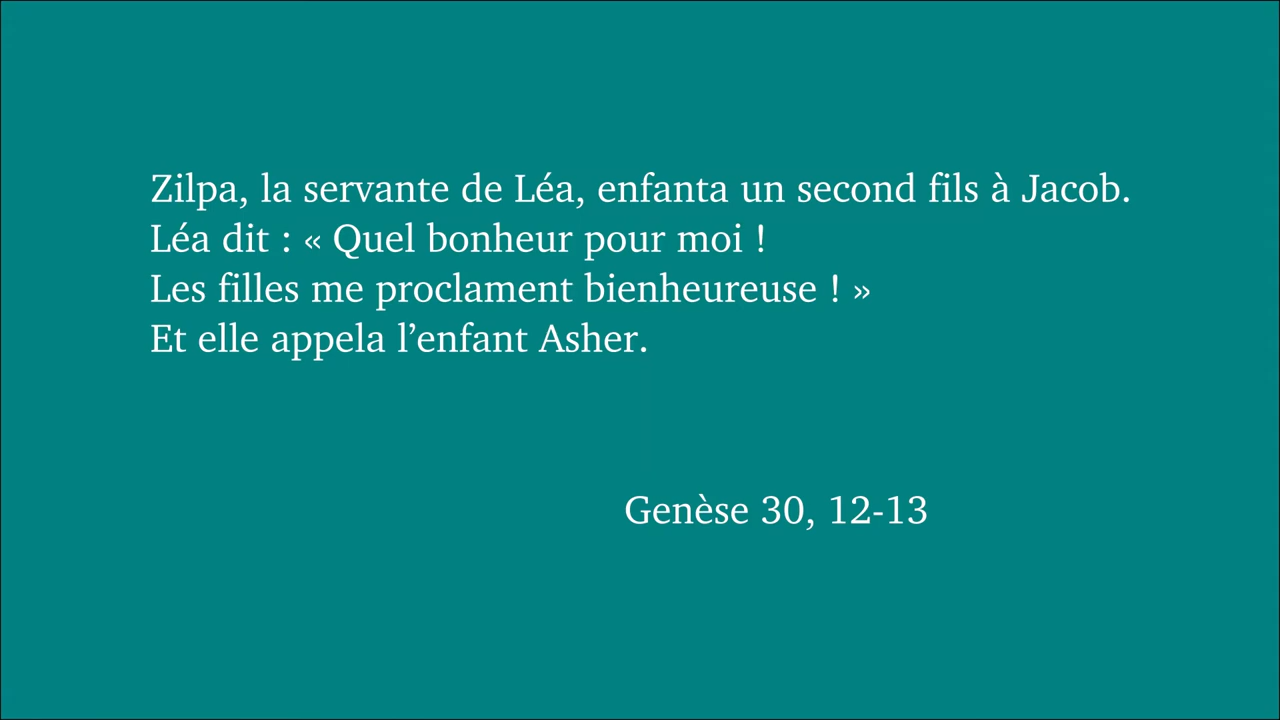 Zilpa, la servante de Léa, enfanta un second fils à Jacob.
Léa dit : « Quel bonheur pour moi !
Les filles me proclament bienheureuse ! »
Et elle appela l’enfant Asher.
Genèse 30, 12-13